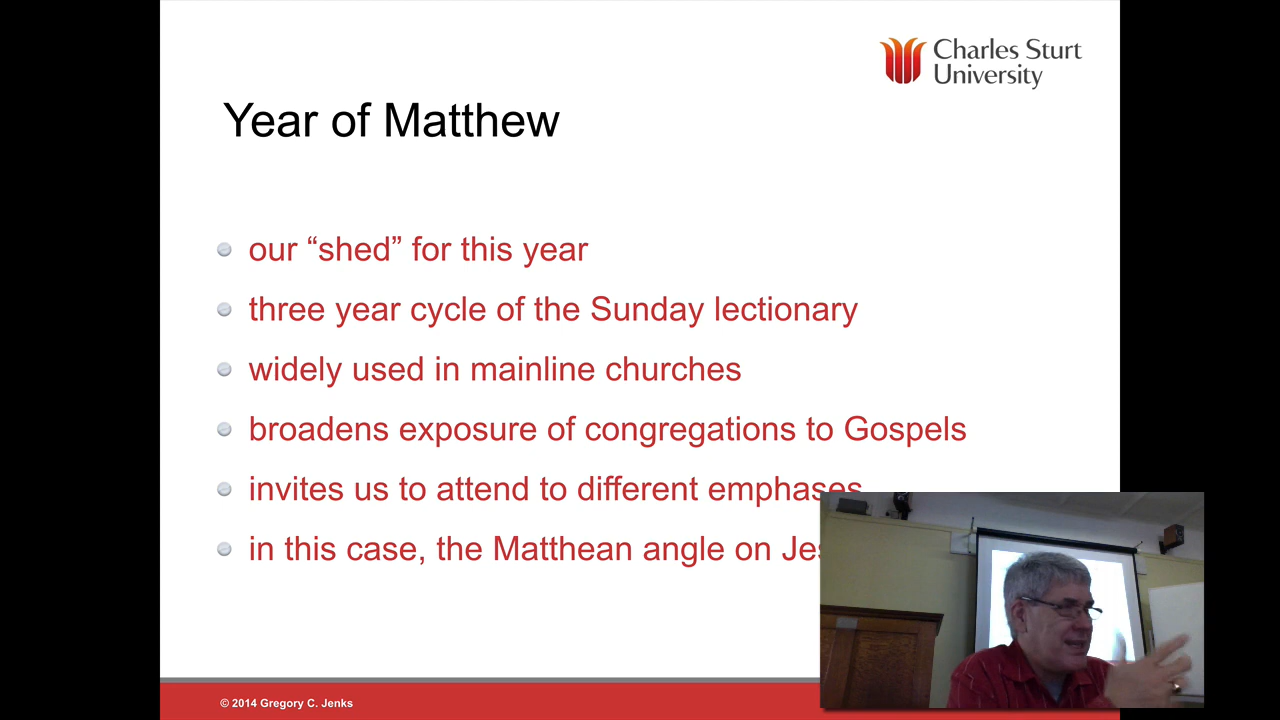 Charles Sturt
University
Year of Matthew
our “shed” for this year
three year cycle of the Sunday lectionary
widely used in mainline churches
broadens exposure of congregations to Gospels
invites us to attend to different emphases
in this case, the Matthean angle on
© 2014 Gregory C. Jenks